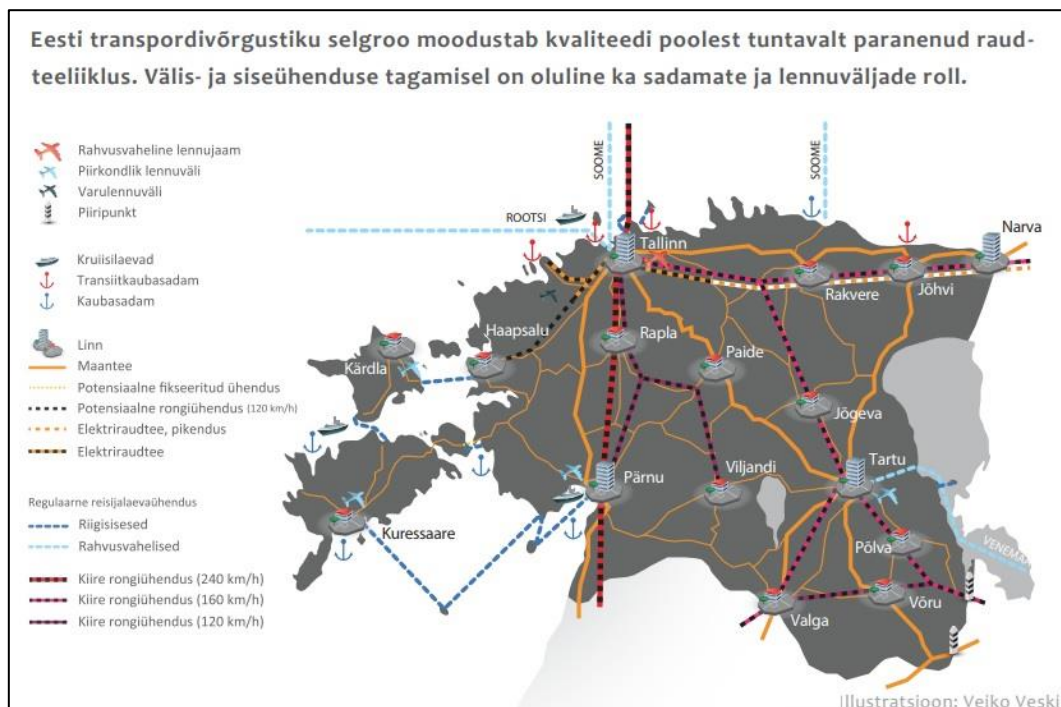 Eesti transpordivõrgustiku selgroo moodustab kvaliteedi poolest tuntavalt paranenud raud-
teeliiklus. Välis- ja siseühenduse tagamisel on oluline ka sadamate ja lennuväljade roll.
Rahvusvaheline lennujaam
Piirkondlik lennuväli
Varulennuväli
Piiripunkt
Kruiisilaevad
Transiitkaubasadam
Kaubasadam
Linn
Maantee
Potensiaalne fikseeritud ühendus
Potensiaalne rongiühendus (120 km/h)
Elektriraudtee, pikendus
Elektriraudtee
Regulaarne reisijalaevaühendus
Riigisisesed
Rahvusvahelised
Kiire rongiühendus (240 km/h)
Kiire rongiühendus (160 km/h)
Kiire rongiühendus (120 km/h)
SOOME
SOOME
ROOTSI
Tallinn
Narva
Rakvere
Jõhvi
Haapsalu
Rapla
Paide
Kärdla
Jõgeva
Tartu
Pärnu
Viljandi
Kuressaare
Põlva
VENEMAA
Võru
Valga
Illustratsioon: Veiko Veski